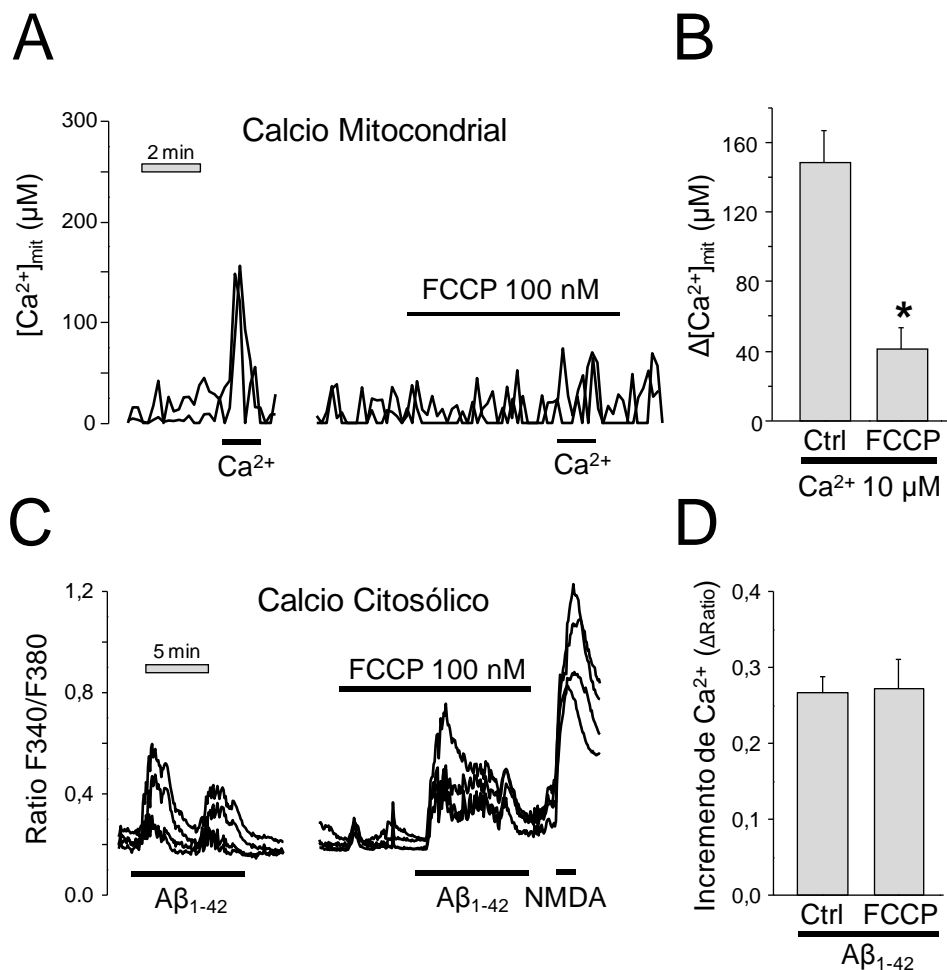 A
Calcio Mitocondrial
[Ca²⁺]mit (µM)
300
250
200
150
100
50
0
2 min
FCCP 100 nM
Ca²⁺
Ca²⁺
B
Δ[Ca²⁺]mit (µM)
160
120
80
40
0
*
Ctrl FCCP
Ca²⁺ 10 µM
C
Calcio Citosólico
Ratio F340/F380
1,2
0,8
0,4
0.0
5 min
FCCP 100 nM
Aβ₁₋₄₂
Aβ₁₋₄₂
NMDA
D
Incremento de Ca²⁺ (ΔRatio)
0,4
0,3
0,2
0,1
0,0
Ctrl FCCP
Aβ₁₋₄₂